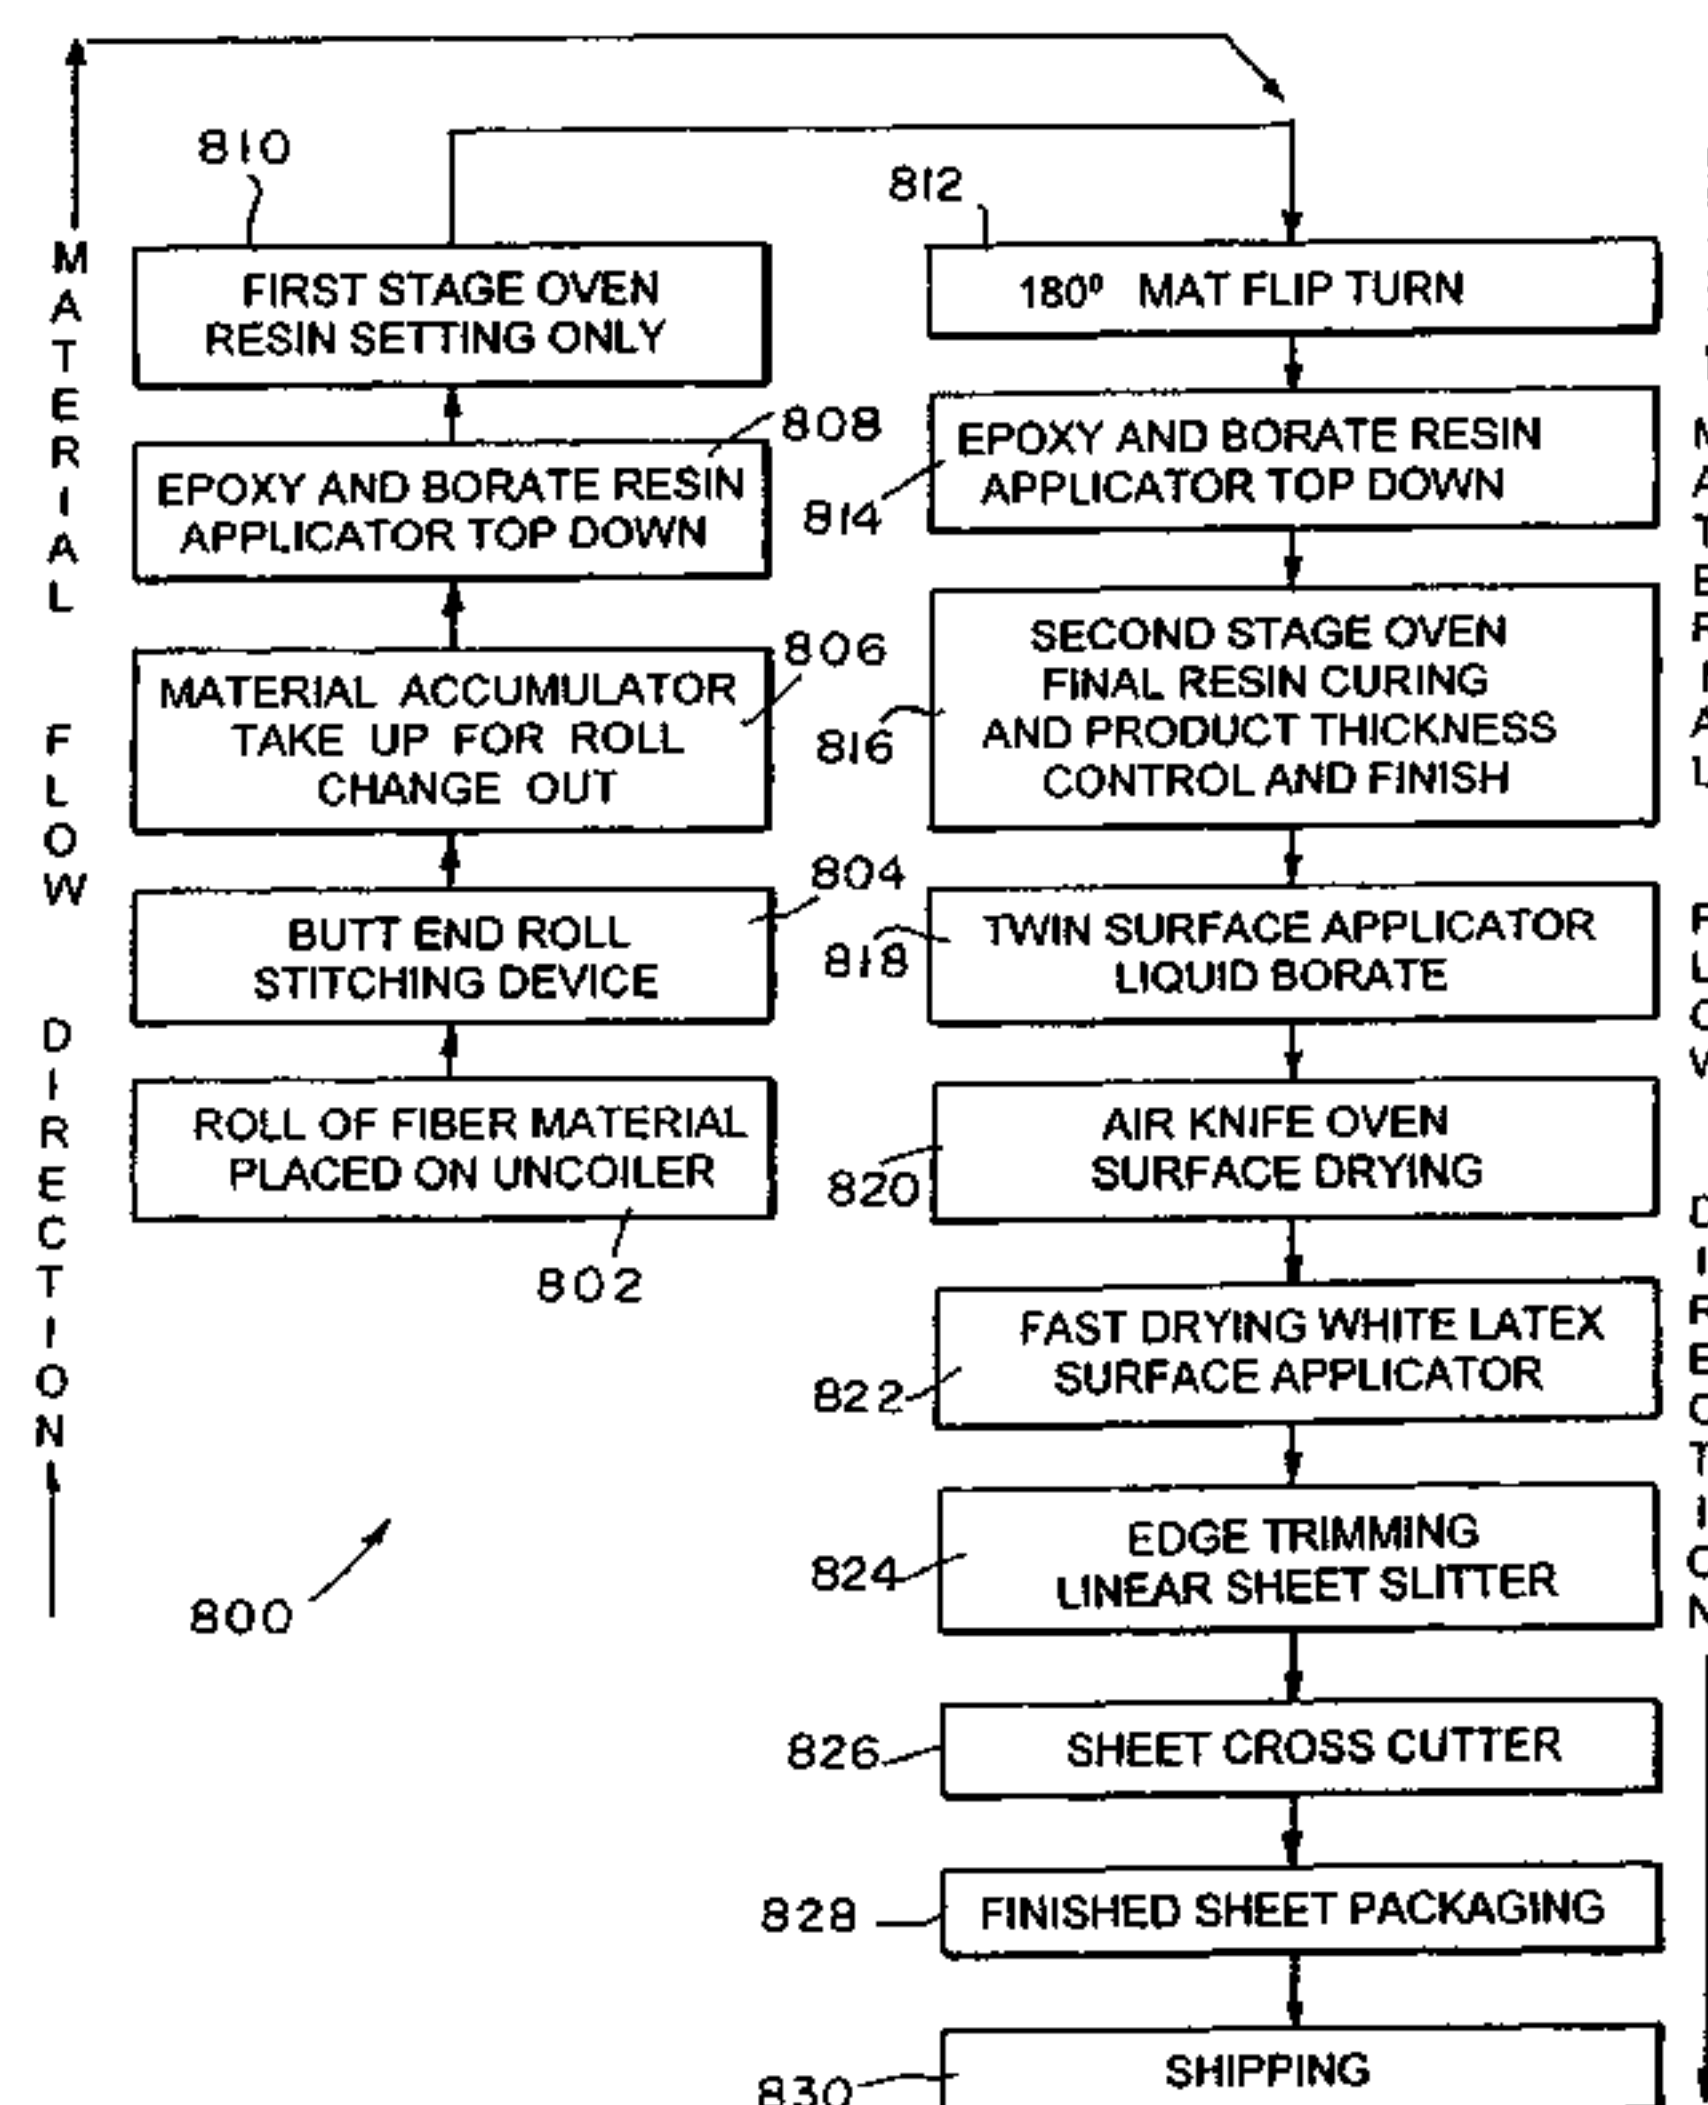 MATERIAL FLOW DIRECTION
810
FIRST STAGE OVEN
RESIN SETTING ONLY
808
EPOXY AND BORATE RESIN
APPLICATOR TOP DOWN
806
MATERIAL ACCUMULATOR
TAKE UP FOR ROLL
CHANGE OUT
804
BUTT END ROLL
STITCHING DEVICE
ROLL OF FIBER MATERIAL
PLACED ON UNCOILER
802
800
812
180° MAT FLIP TURN
814
EPOXY AND BORATE RESIN
APPLICATOR TOP DOWN
816
SECOND STAGE OVEN
FINAL RESIN CURING
AND PRODUCT THICKNESS
CONTROL AND FINISH
818
TWIN SURFACE APPLICATOR
LIQUID BORATE
820
AIR KNIFE OVEN
SURFACE DRYING
822
FAST DRYING WHITE LATEX
SURFACE APPLICATOR
824
EDGE TRIMMING
LINEAR SHEET SLITTER
826
SHEET CROSS CUTTER
828
FINISHED SHEET PACKAGING
830
SHIPPING
MATERIAL FLOW DIRECTION